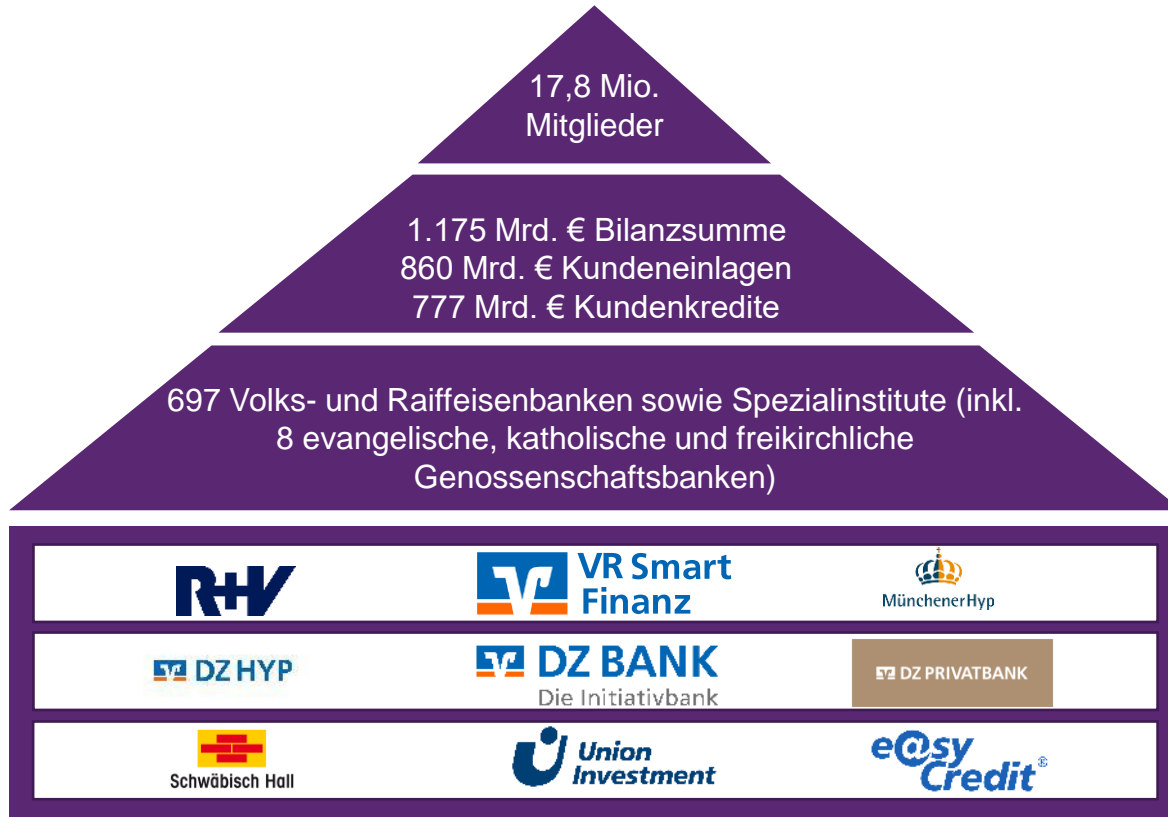 17,8 Mio.
Mitglieder
1.175 Mrd. € Bilanzsumme
860 Mrd. € Kundeneinlagen
777 Mrd. € Kundenkredite
697 Volks- und Raiffeisenbanken sowie Spezialinstitute (inkl.
8 evangelische, katholische und freikirchliche
Genossenschaftsbanken)
R+V
VR Smart
Finanz
MünchenerHyp
DZ HYP
DZ BANK
Die Initiativbank
DZ PRIVATBANK
Schwäbisch Hall
Union
Investment
e@sy
Credit®